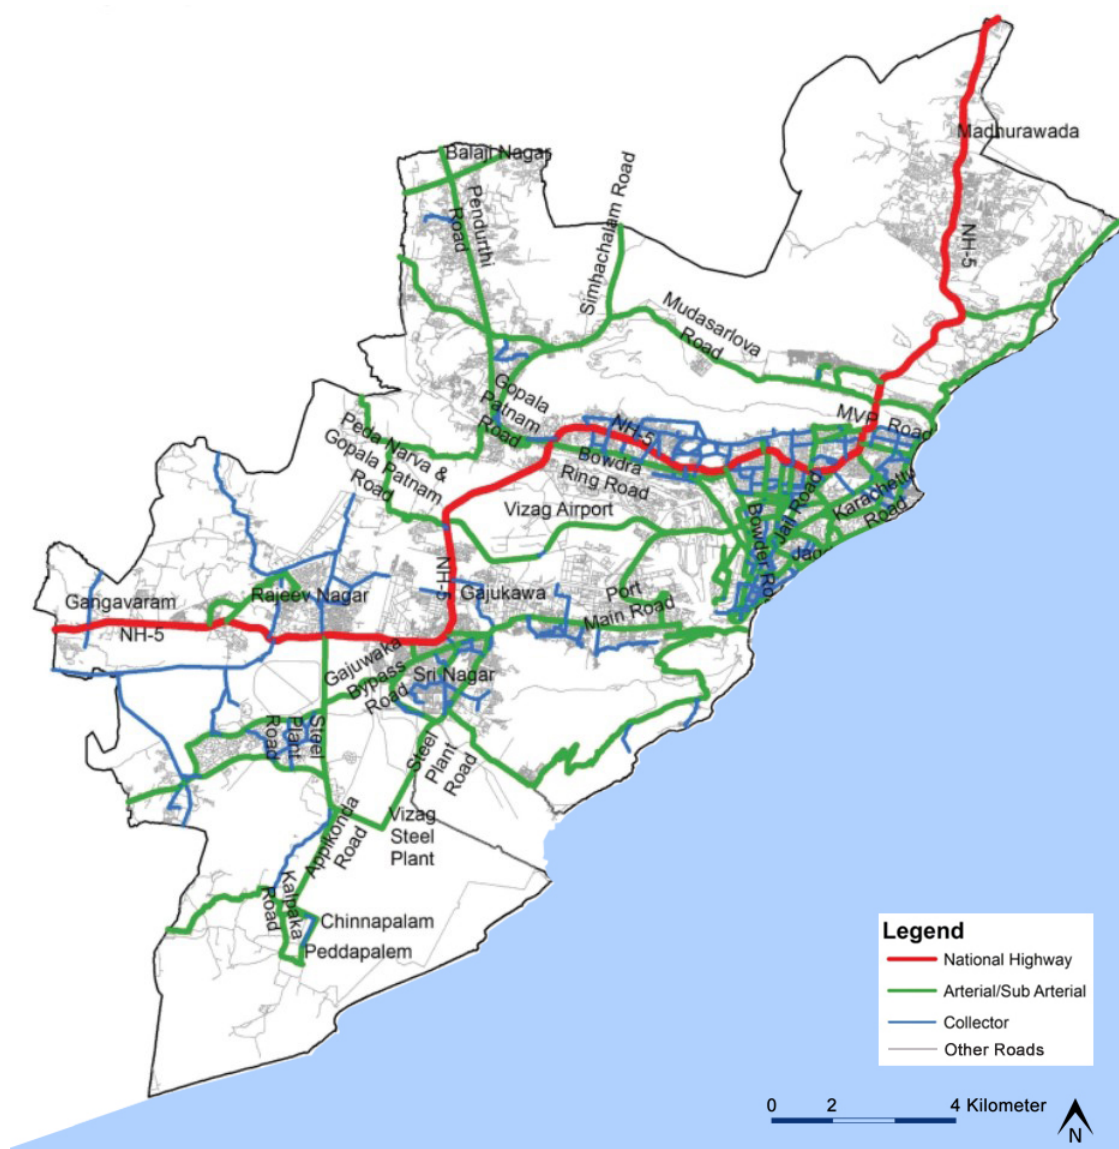 Madhurawada
Balaji Nagar
Pendurthi
Road
Simhachalam Road
NH-5
Mudasarlova
Road
Gopala
Patnam
Road
NH-5
MVP Road
Peda Narva &
Gopala Patnam
Road
Bowdra
Ring Road
Vizag Airport
Jail Road
Karachettu
Road
Bowder Ro
NH-5
Gajukawa
Port
Main Road
Rajeev Nagar
Gangavaram
NH-5
Gajuwaka
Bypass
Road
Sri Nagar
Steel
Plant
Road
Steel
Plant
Road
Vizag
Steel
Plant
Appikonda
Road
Kalpaka
Road
Chinnapalam
Peddapalem
Legend
National Highway
Arterial/Sub Arterial
Collector
Other Roads
0 2 4 Kilometer
N